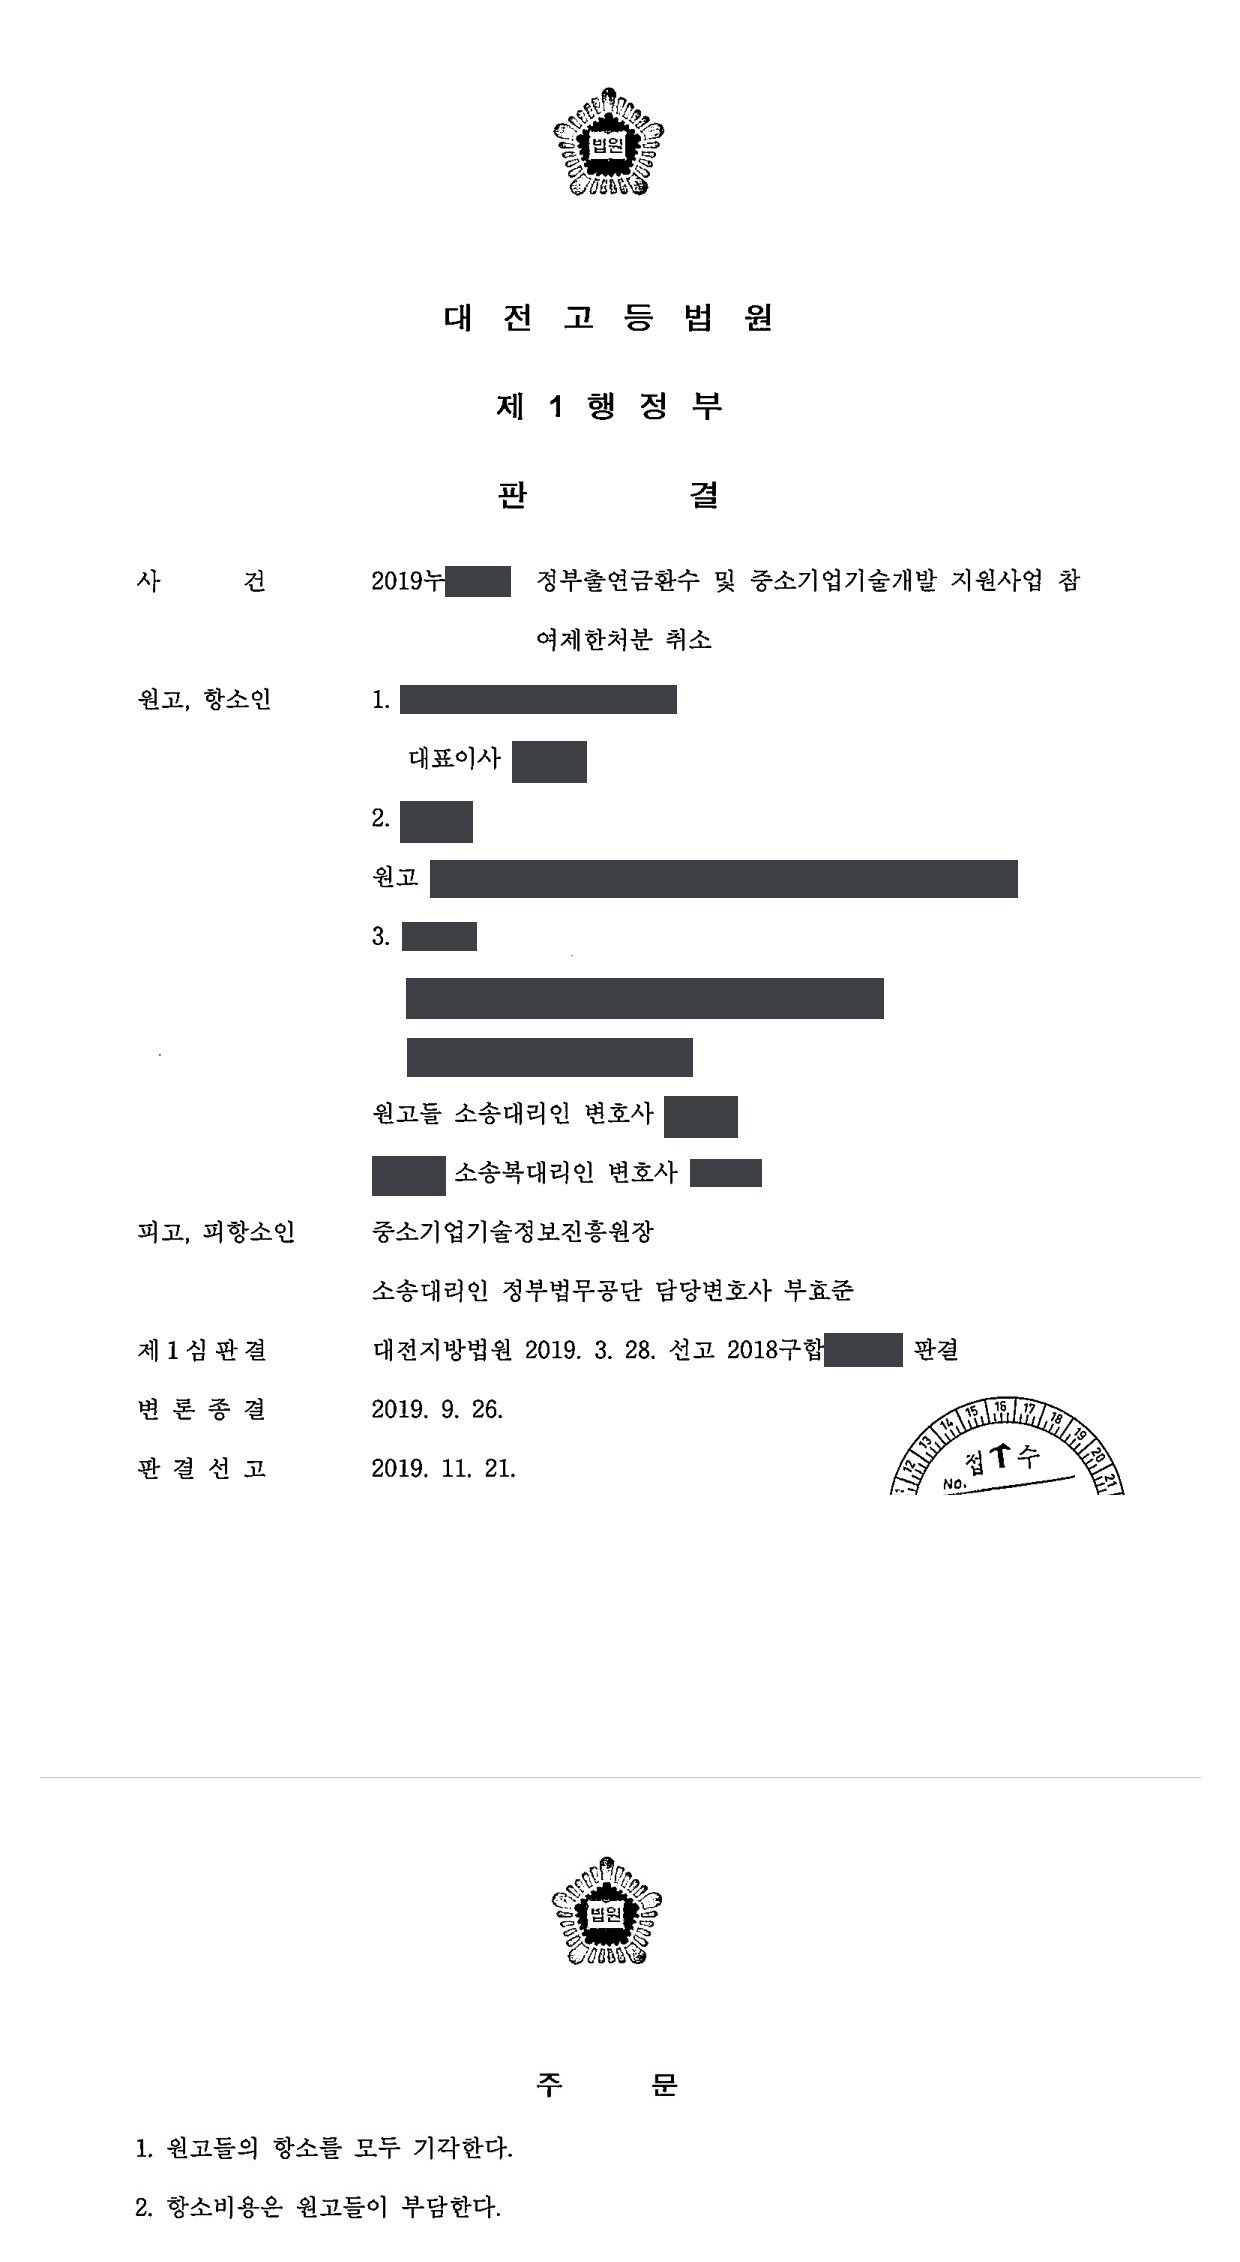 법원
대 전 고 등 법 원
제 1 행 정 부
판 결
사 건 2019누 정부출연금환수 및 중소기업기술개발 지원사업 참
여제한처분 취소
원고, 항소인 1.
대표이사
2.
원고
3.
원고들 소송대리인 변호사
소송복대리인 변호사
피고, 피항소인 중소기업기술정보진흥원장
소송대리인 정부법무공단 담당변호사 부효준
제 1 심 판 결 대전지방법원 2019. 3. 28. 선고 2018구합 판결
변 론 종 결 2019. 9. 26.
판 결 선 고 2019. 11. 21.
12 13 14 15 16 17 18 19 20 21
접 수
No.
법원
주 문
1. 원고들의 항소를 모두 기각한다.
2. 항소비용은 원고들이 부담한다.